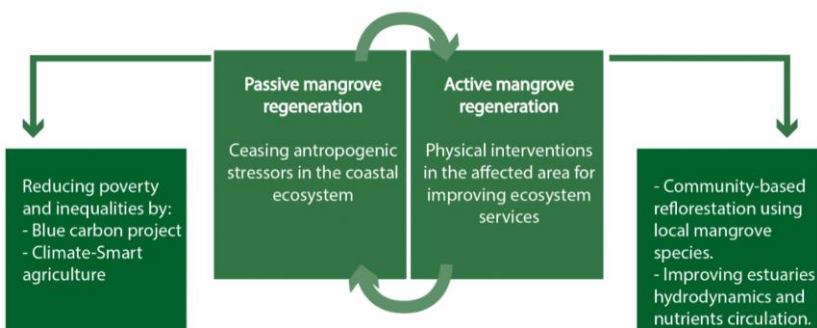 Passive mangrove
regeneration
Ceasing antropogenic
stressors in the coastal
ecosystem
Active mangrove
regeneration
Physical interventions
in the affected area for
improving ecosystem
services
Reducing poverty
and inequalities by:
- Blue carbon project
- Climate-Smart
agriculture
- Community-based
reflorestation using
local mangrove
species.
- Improving estuaries
hydrodynamics and
nutrients circulation.